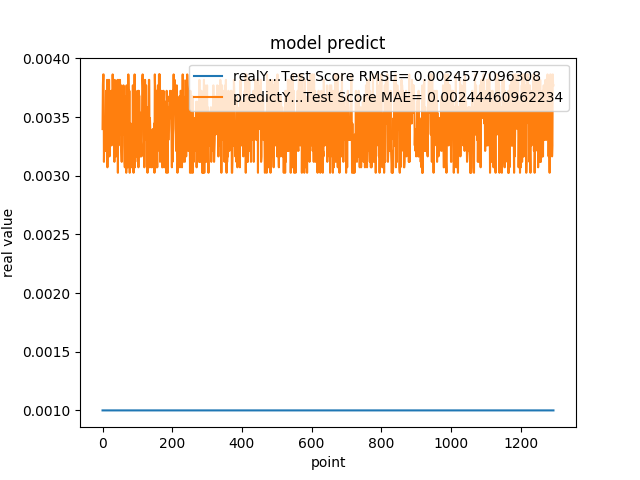 model predict
realY...Test Score RMSE= 0.0024577096308
predictY...Test Score MAE= 0.00244460962234
0.0040
0.0035
0.0030
0.0025
0.0020
0.0015
0.0010
real value
0 200 400 600 800 1000 1200
point